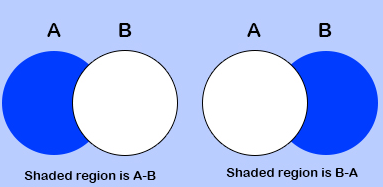 A B
A B
Shaded region is A-B
Shaded region is B-A